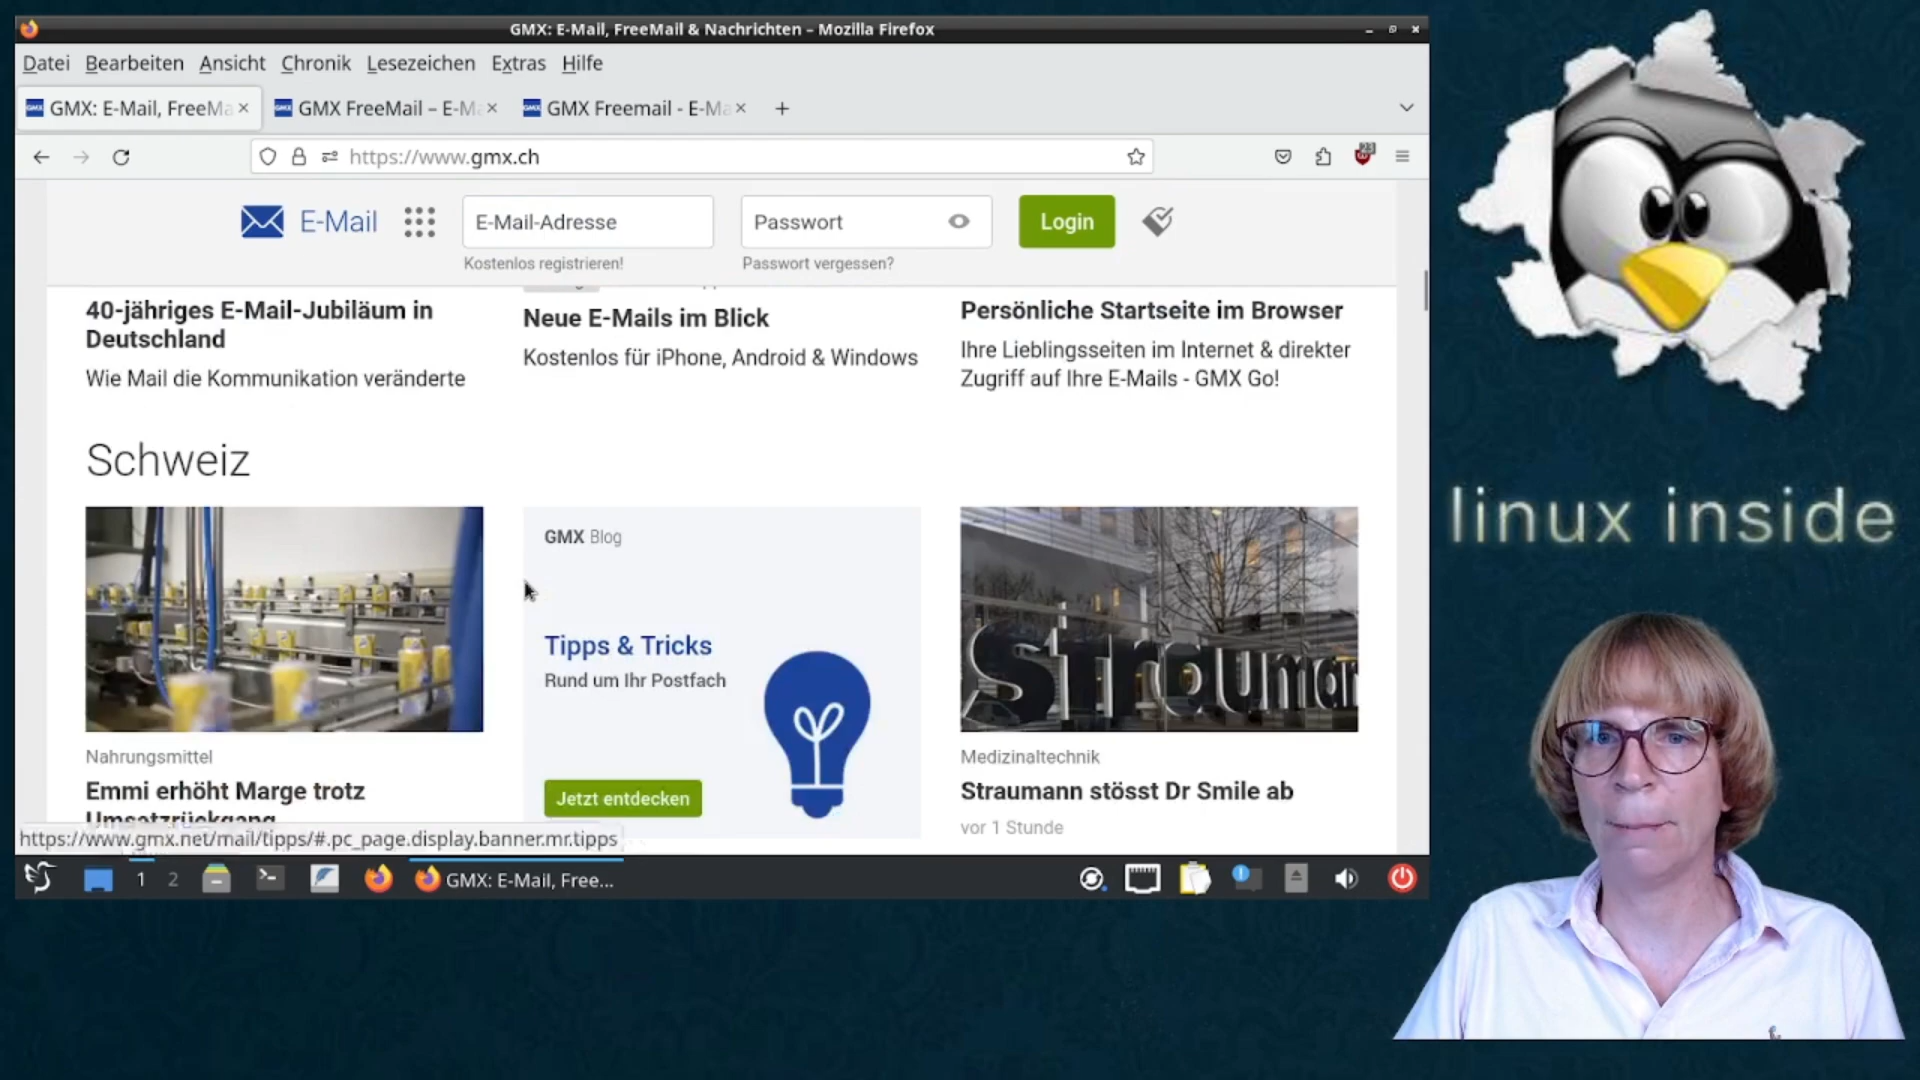 GMX: E-Mail, FreeMail & Nachrichten – Mozilla Firefox
Datei Bearbeiten Ansicht Chronik Lesezeichen Extras Hilfe
GMX: E-Mail, FreeMa
GMX FreeMail – E-Ma
GMX Freemail - E-Ma
https://www.gmx.ch
23
E-Mail
E-Mail-Adresse
Passwort
Login
Kostenlos registrieren!
Passwort vergessen?
40-jähriges E-Mail-Jubiläum in
Deutschland
Wie Mail die Kommunikation veränderte
Neue E-Mails im Blick
Kostenlos für iPhone, Android & Windows
Persönliche Startseite im Browser
Ihre Lieblingsseiten im Internet & direkter
Zugriff auf Ihre E-Mails - GMX Go!
Schweiz
GMX Blog
Tipps & Tricks
Rund um Ihr Postfach
Jetzt entdecken
Strauman
Nahrungsmittel
Emmi erhöht Marge trotz
Umsatzrückgang
Medizinaltechnik
Straumann stösst Dr Smile ab
vor 1 Stunde
https://www.gmx.net/mail/tipps/#.pc_page.display.banner.mr.tipps
1 2
GMX: E-Mail, Free...
linux inside